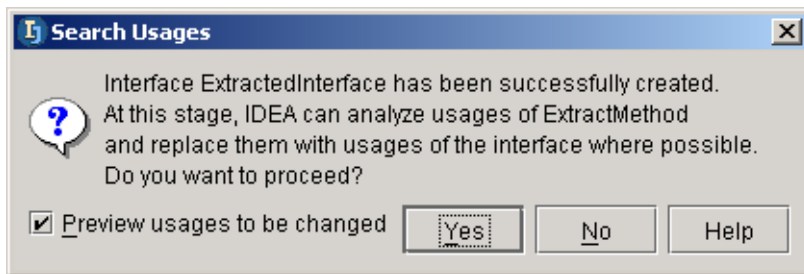 IJ Search Usages
Interface ExtractedInterface has been successfully created.
At this stage, IDEA can analyze usages of ExtractMethod
and replace them with usages of the interface where possible.
Do you want to proceed?
Preview usages to be changed Yes No Help